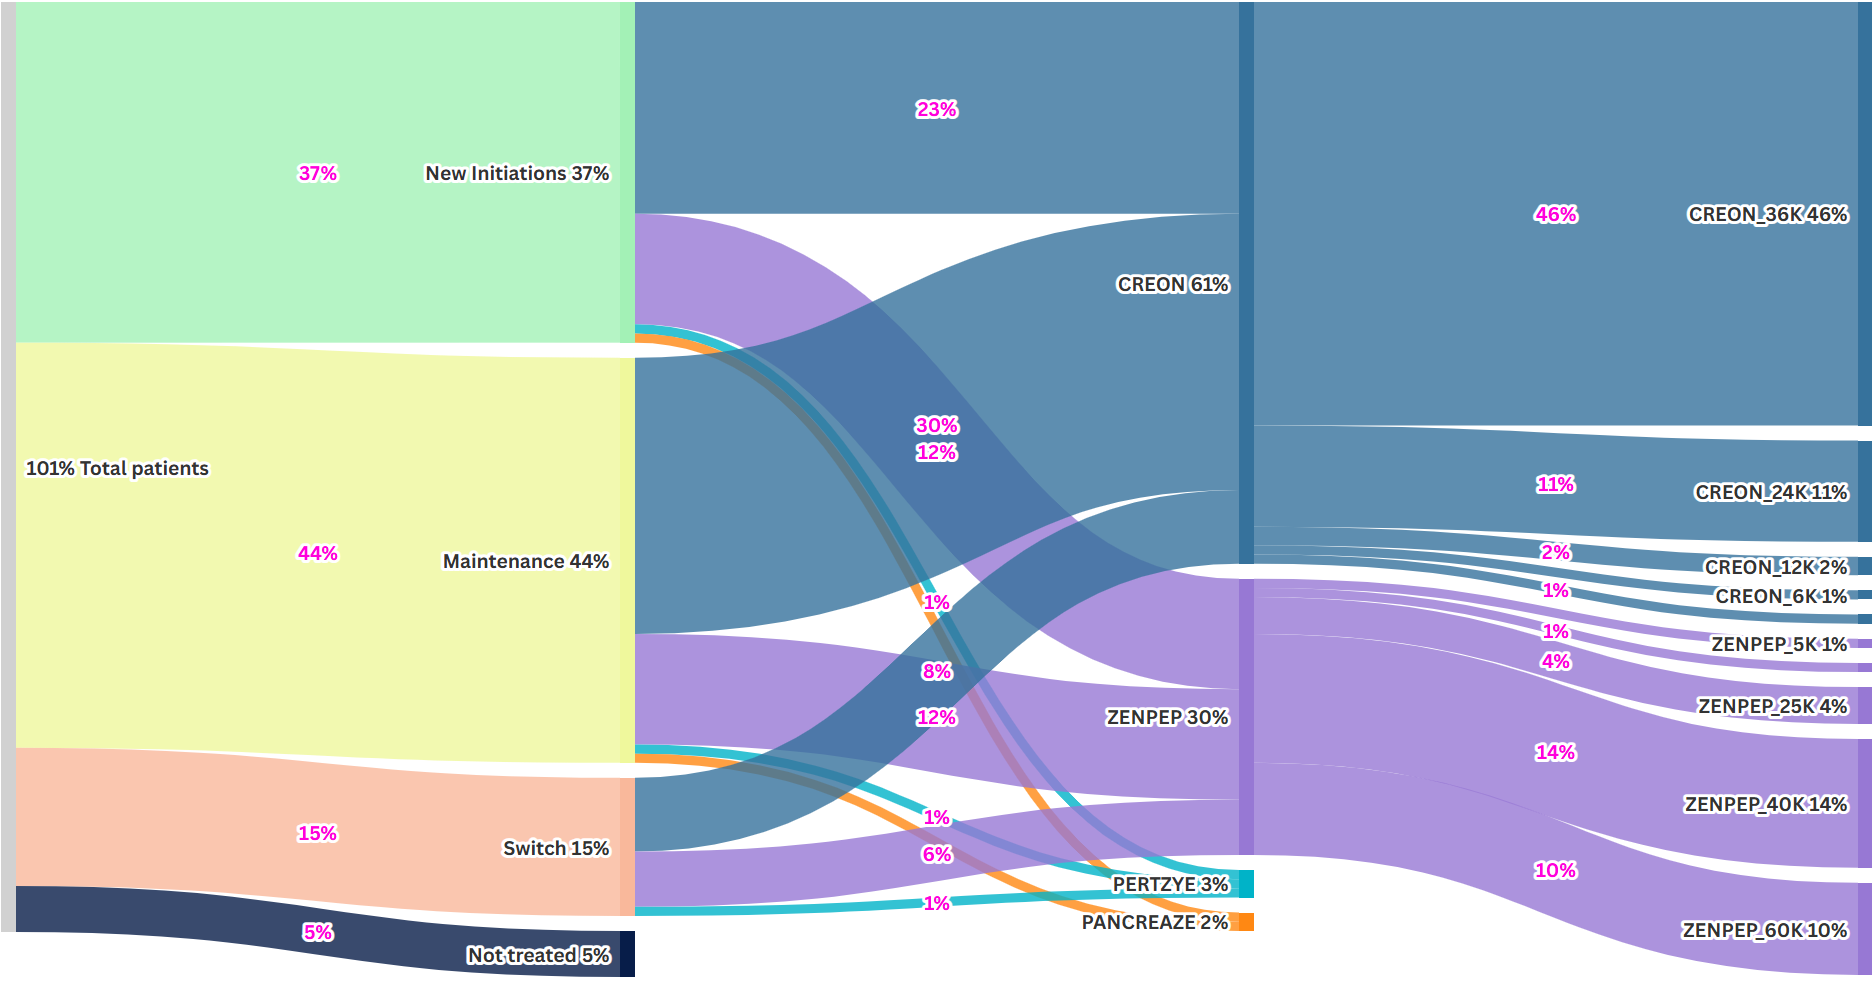 101% Total patients
37%
44%
15%
5%
New Initiations 37%
Maintenance 44%
Switch 15%
Not treated 5%
23%
30%
12%
1%
8%
12%
1%
6%
1%
CREON 61%
ZENPEP 30%
PERTZYE 3%
PANCREAZE 2%
46%
11%
2%
1%
1%
4%
14%
10%
CREON_36K 46%
CREON_24K 11%
CREON_12K 2%
CREON_6K 1%
ZENPEP_5K 1%
ZENPEP_25K 4%
ZENPEP_40K 14%
ZENPEP_60K 10%